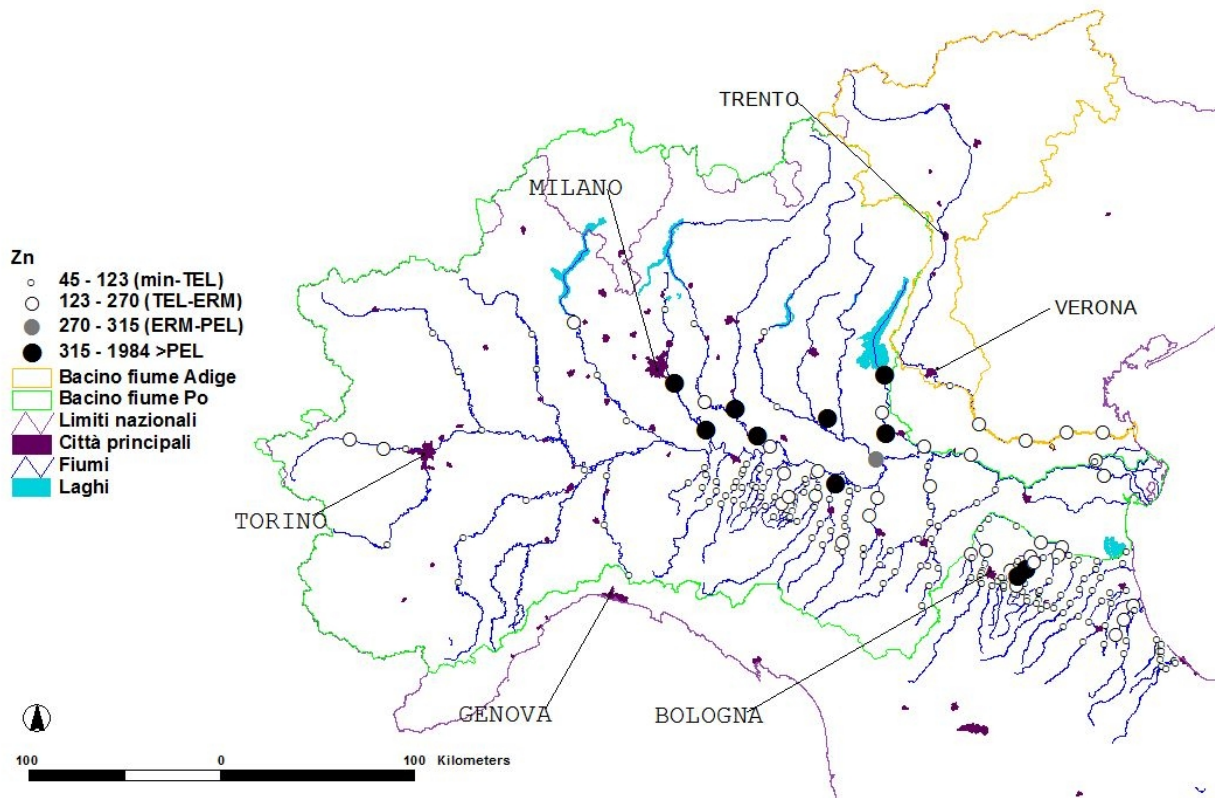 TRENTO
MILANO
Zn
45 - 123 (min-TEL)
123 - 270 (TEL-ERM)
270 - 315 (ERM-PEL)
315 - 1984 >PEL
Bacino fiume Adige
Bacino fiume Po
Limiti nazionali
Città principali
Fiumi
Laghi
VERONA
TORINO
GENOVA
BOLOGNA
100 0 100 Kilometers